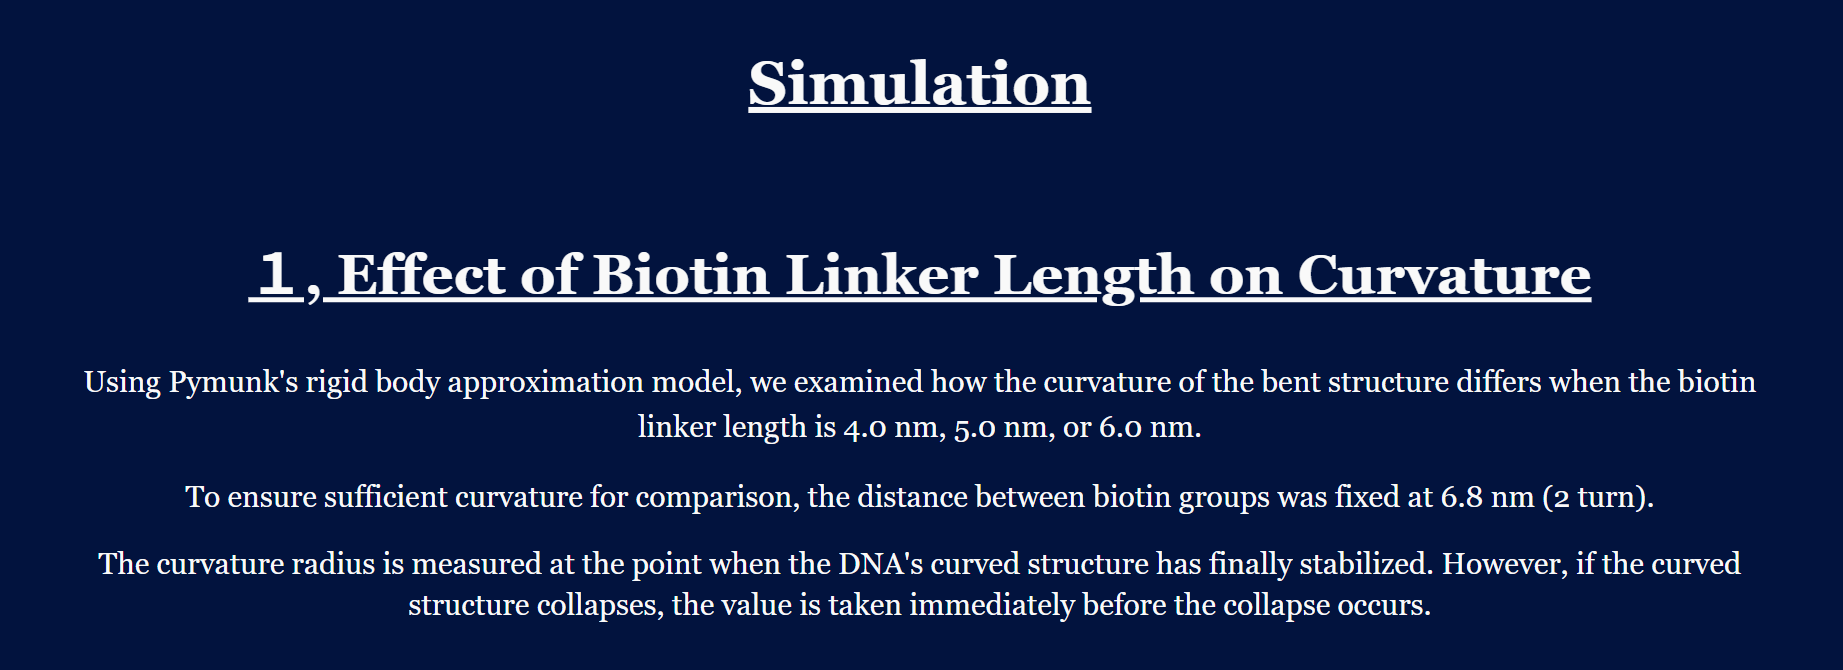 Simulation
１, Effect of Biotin Linker Length on Curvature
Using Pymunk's rigid body approximation model, we examined how the curvature of the bent structure differs when the biotin
linker length is 4.0 nm, 5.0 nm, or 6.0 nm.
To ensure sufficient curvature for comparison, the distance between biotin groups was fixed at 6.8 nm (2 turn).
The curvature radius is measured at the point when the DNA's curved structure has finally stabilized. However, if the curved
structure collapses, the value is taken immediately before the collapse occurs.